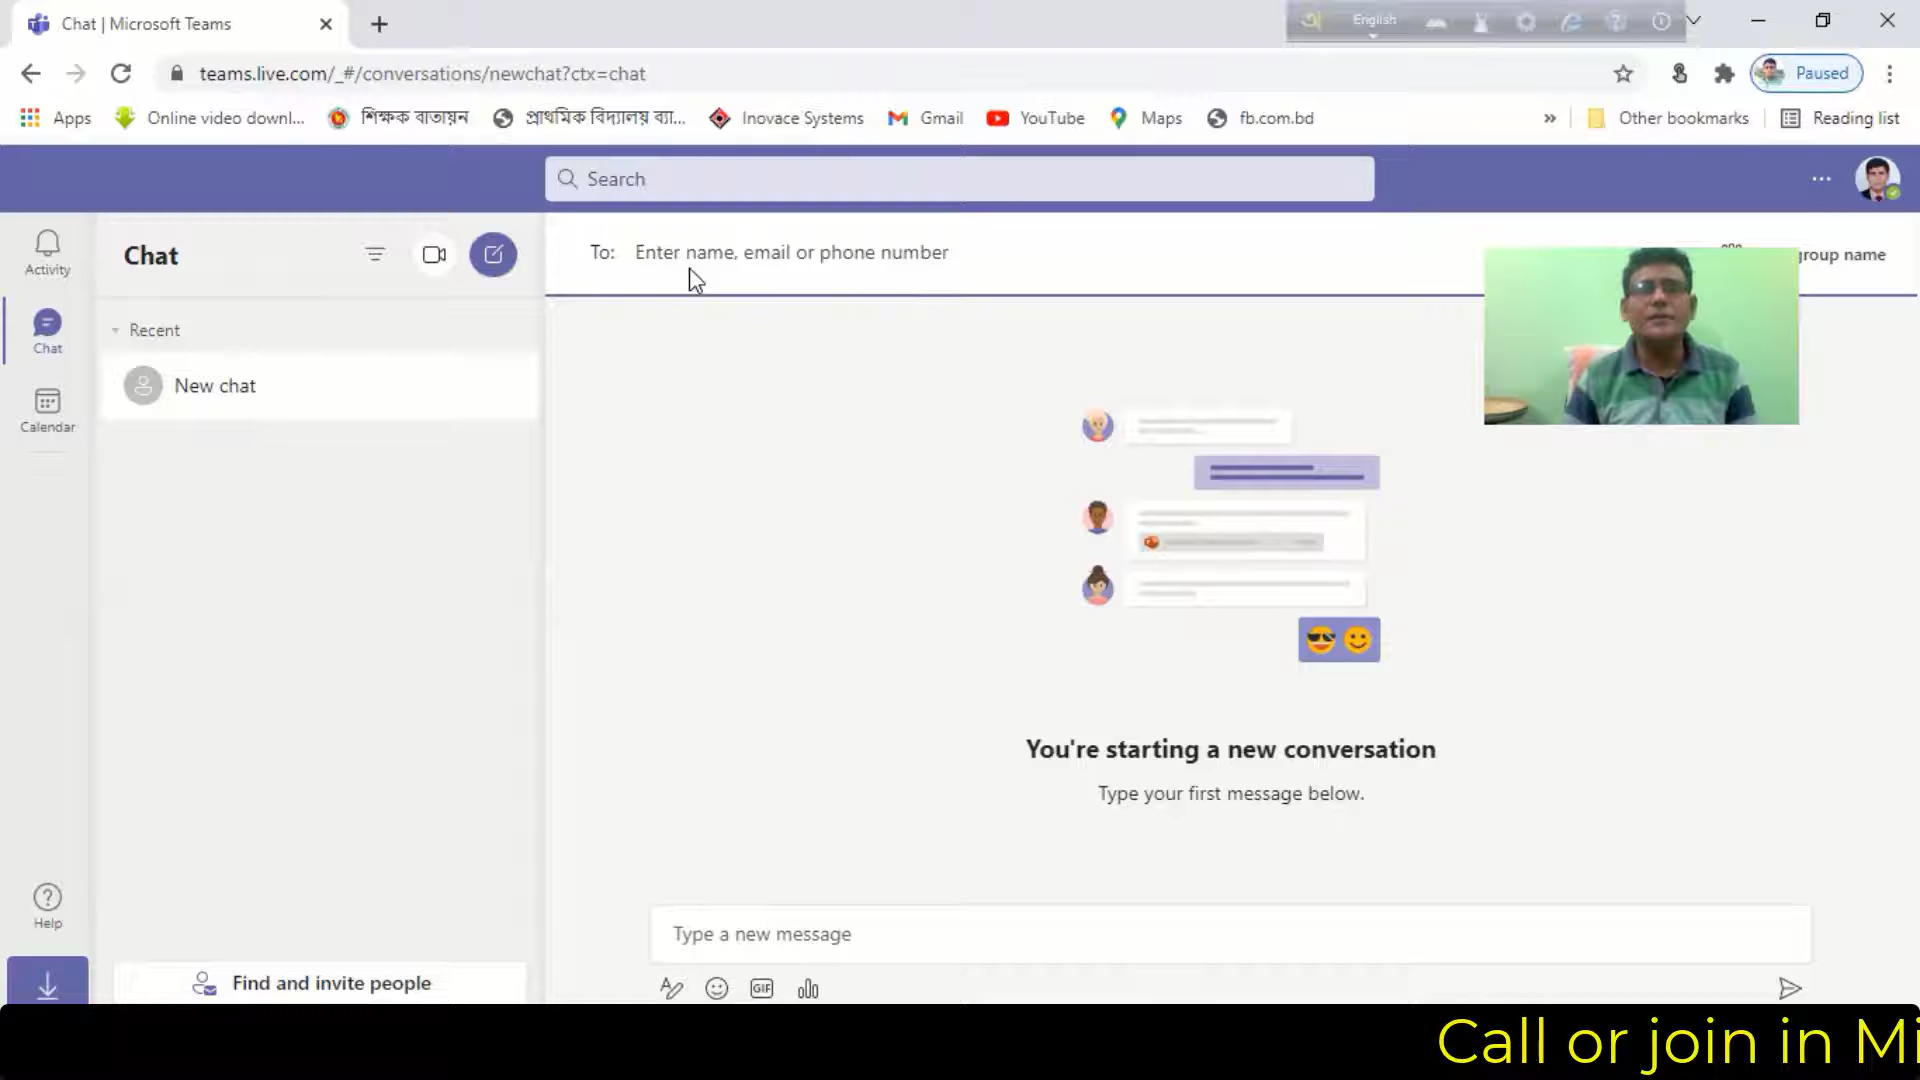 Chat | Microsoft Teams
English
teams.live.com/_#/conversations/newchat?ctx=chat
Paused
Apps
Online video downl...
শিক্ষক বাতায়ন
প্রাথমিক বিদ্যালয় ব্যা...
Inovace Systems
Gmail
YouTube
Maps
fb.com.bd
»
Other bookmarks
Reading list
Search
Activity
Chat
Calendar
Help
Chat
Recent
New chat
Find and invite people
To: Enter name, email or phone number
group name
You're starting a new conversation
Type your first message below.
Type a new message
GIF
Call or join in Mi